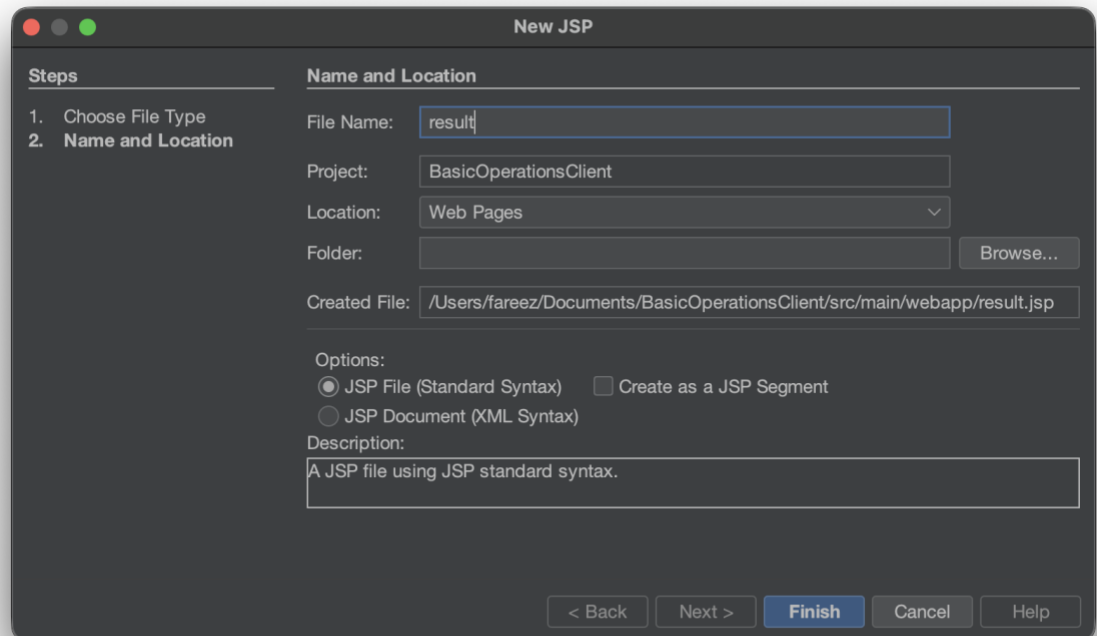 New JSP
Steps
1. Choose File Type
2. Name and Location
Name and Location
File Name: result
Project: BasicOperationsClient
Location: Web Pages
Folder: Browse...
Created File: /Users/fareez/Documents/BasicOperationsClient/src/main/webapp/result.jsp
Options:
JSP File (Standard Syntax) Create as a JSP Segment
JSP Document (XML Syntax)
Description:
A JSP file using JSP standard syntax.
< Back Next > Finish Cancel Help